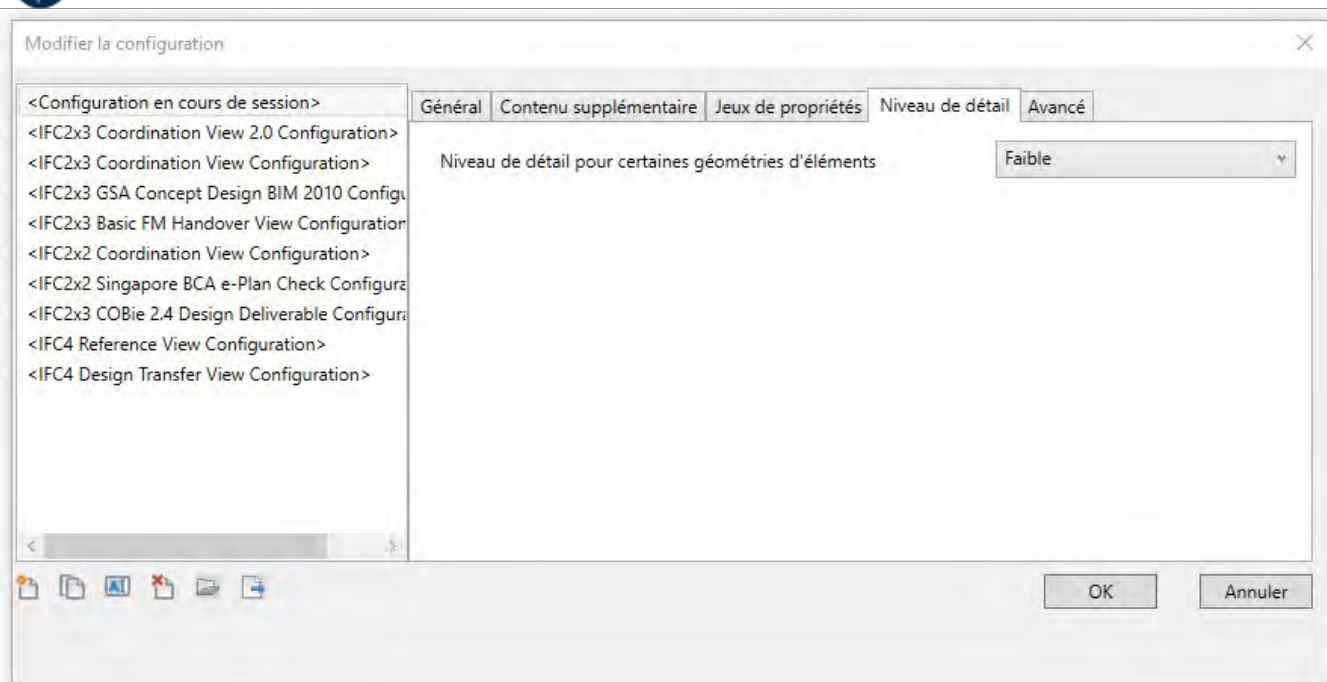 Modifier la configuration
<Configuration en cours de session>
<IFC2x3 Coordination View 2.0 Configuration>
<IFC2x3 Coordination View Configuration>
<IFC2x3 GSA Concept Design BIM 2010 Configu
<IFC2x3 Basic FM Handover View Configuration
<IFC2x2 Coordination View Configuration>
<IFC2x2 Singapore BCA e-Plan Check Configura
<IFC2x3 COBie 2.4 Design Deliverable Configura
<IFC4 Reference View Configuration>
<IFC4 Design Transfer View Configuration>
Général Contenu supplémentaire Jeux de propriétés Niveau de détail Avancé
Niveau de détail pour certaines géométries d'éléments Faible
OK Annuler